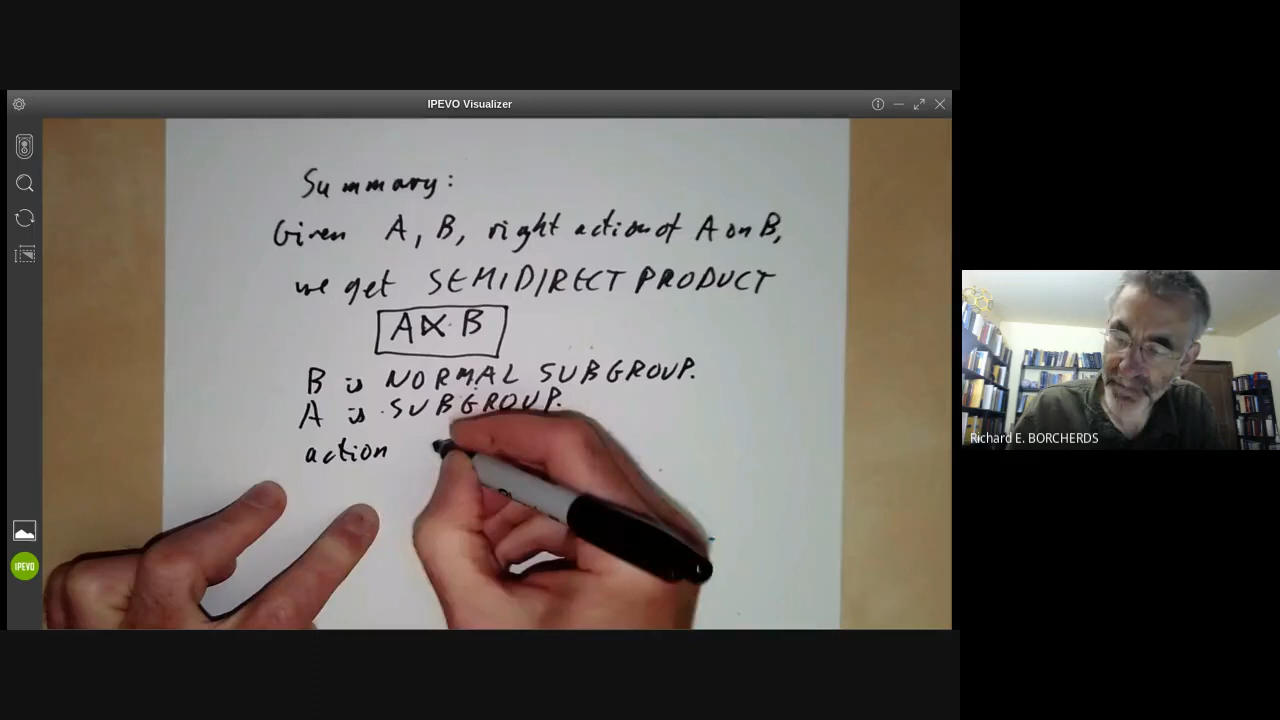 IPEVO Visualizer
Summary:
Given A, B, right action of A on B,
we get SEMIDIRECT PRODUCT
A ⋉ B
B is NORMAL SUBGROUP.
A is SUBGROUP.
action
IPEVO
Richard E. BORCHERDS